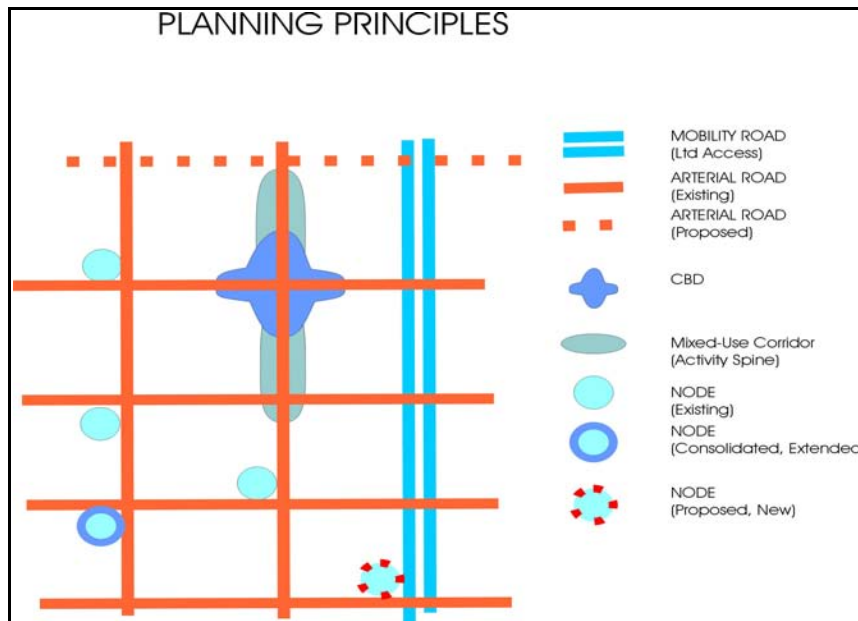 PLANNING PRINCIPLES
MOBILITY ROAD
(Ltd Access)
ARTERIAL ROAD
(Existing)
ARTERIAL ROAD
(Proposed)
CBD
Mixed-Use Corridor
(Activity Spine)
NODE
(Existing)
NODE
(Consolidated, Extended
NODE
(Proposed, New)